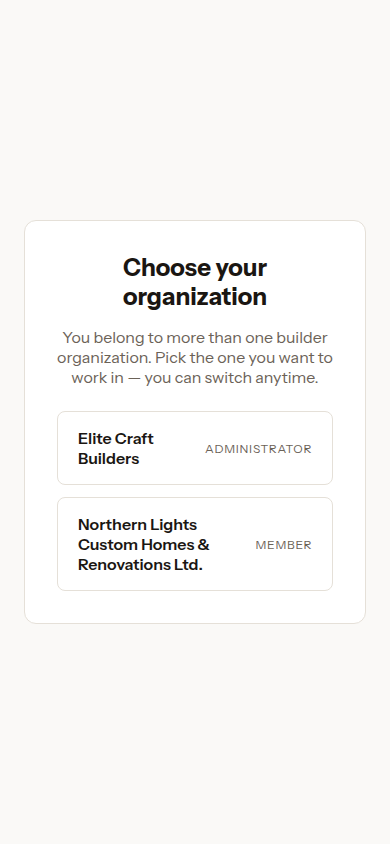 Choose your
organization
You belong to more than one builder
organization. Pick the one you want to
work in — you can switch anytime.
Elite Craft
Builders
ADMINISTRATOR
Northern Lights
Custom Homes &
Renovations Ltd.
MEMBER